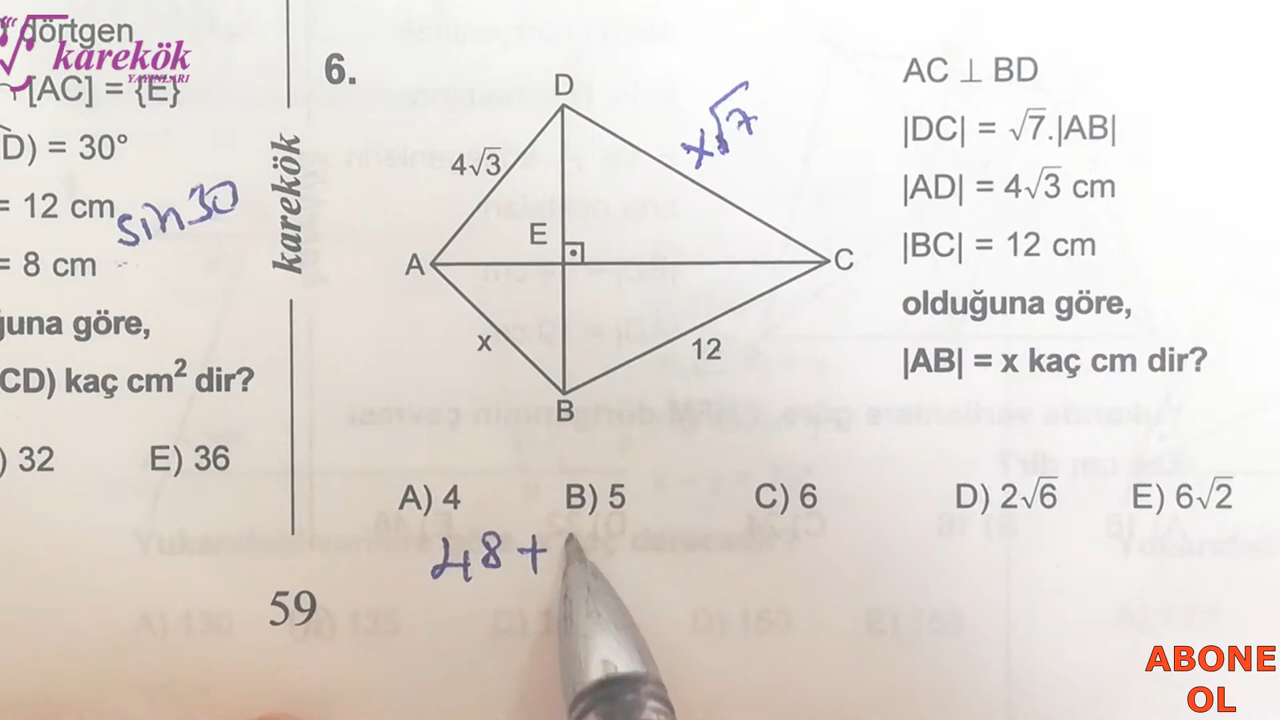 dörtgen
karekök
YAYINLARI
[AC] = {E}
D) = 30°
= 12 cm
sin30
= 8 cm
ğuna göre,
CD) kaç cm² dir?
) 32
E) 36
karekök
59
6.
D
4√3
x√7
E
A
C
x
12
B
AC ⊥ BD
|DC| = √7.|AB|
|AD| = 4√3 cm
|BC| = 12 cm
olduğuna göre,
|AB| = x kaç cm dir?
A) 4
B) 5
C) 6
D) 2√6
E) 6√2
48+
ABONE
OL